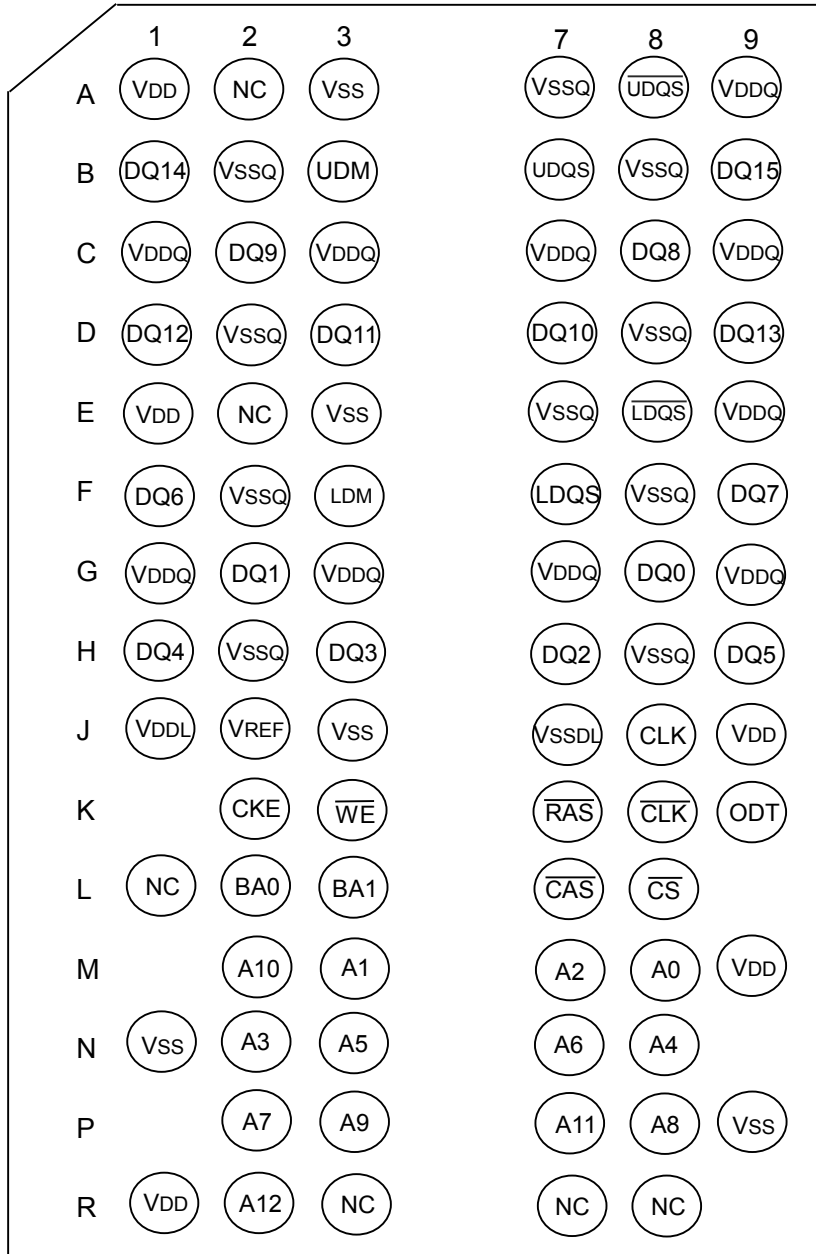 1 2 3 7 8 9
A VDD NC VSS VSSQ UDQS VDDQ
B DQ14 VSSQ UDM UDQS VSSQ DQ15
C VDDQ DQ9 VDDQ VDDQ DQ8 VDDQ
D DQ12 VSSQ DQ11 DQ10 VSSQ DQ13
E VDD NC VSS VSSQ LDQS VDDQ
F DQ6 VSSQ LDM LDQS VSSQ DQ7
G VDDQ DQ1 VDDQ VDDQ DQ0 VDDQ
H DQ4 VSSQ DQ3 DQ2 VSSQ DQ5
J VDDL VREF VSS VSSDL CLK VDD
K CKE WE RAS CLK ODT
L NC BA0 BA1 CAS CS
M A10 A1 A2 A0 VDD
N VSS A3 A5 A6 A4
P A7 A9 A11 A8 VSS
R VDD A12 NC NC NC